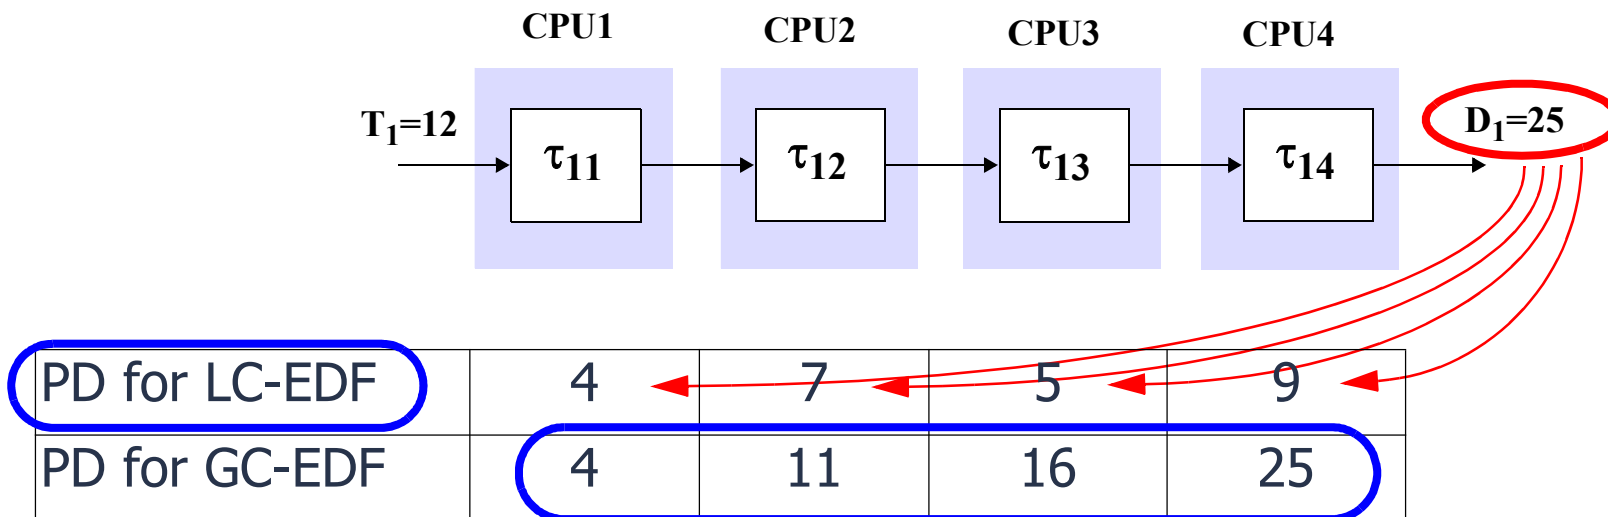 CPU1 CPU2 CPU3 CPU4
T1=12 τ11 τ12 τ13 τ14 D1=25
PD for LC-EDF 4 7 5 9
PD for GC-EDF 4 11 16 25